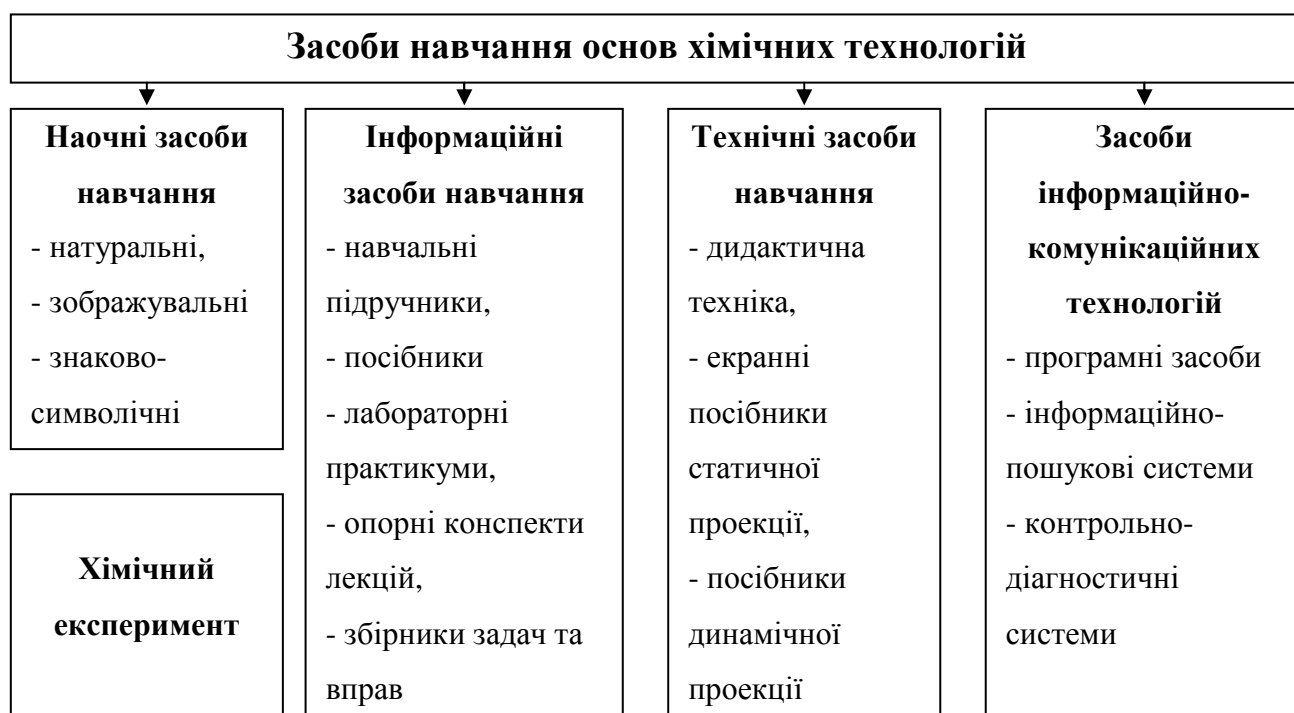 Засоби навчання основ хімічних технологій
Наочні засоби
навчання
- натуральні,
- зображувальні
- знаково-
символічні
Хімічний
експеримент
Інформаційні
засоби навчання
- навчальні
підручники,
- посібники
- лабораторні
практикуми,
- опорні конспекти
лекцій,
- збірники задач та
вправ
Технічні засоби
навчання
- дидактична
техніка,
- екранні
посібники
статичної
проекції,
- посібники
динамічної
проекції
Засоби
інформаційно-
комунікаційних
технологій
- програмні засоби
- інформаційно-
пошукові системи
- контрольно-
діагностичні
системи